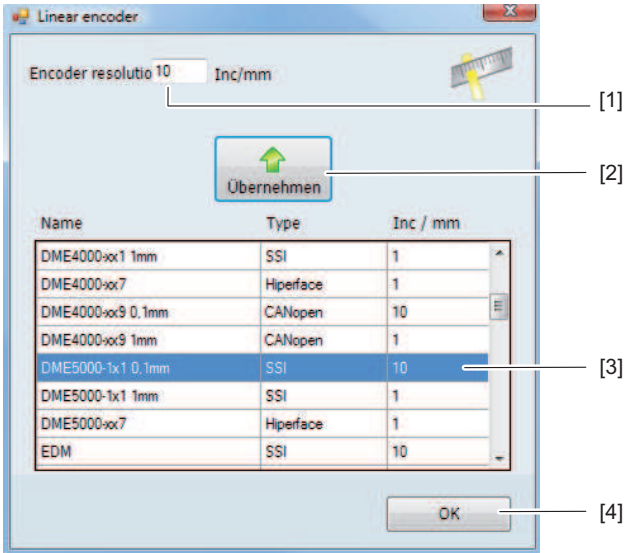 Linear encoder
Encoder resolutio 10 Inc/mm
[1]
[2]
Übernehmen
Name Type Inc / mm
DME4000-xx1 1mm SSI 1
DME4000-xx7 Hiperface 1
DME4000-xx9 0,1mm CANopen 10
DME4000-xx9 1mm CANopen 1
DME5000-1x1 0,1mm SSI 10 [3]
DME5000-1x1 1mm SSI 1
DME5000-xx7 Hiperface 1
EDM SSI 10
OK [4]